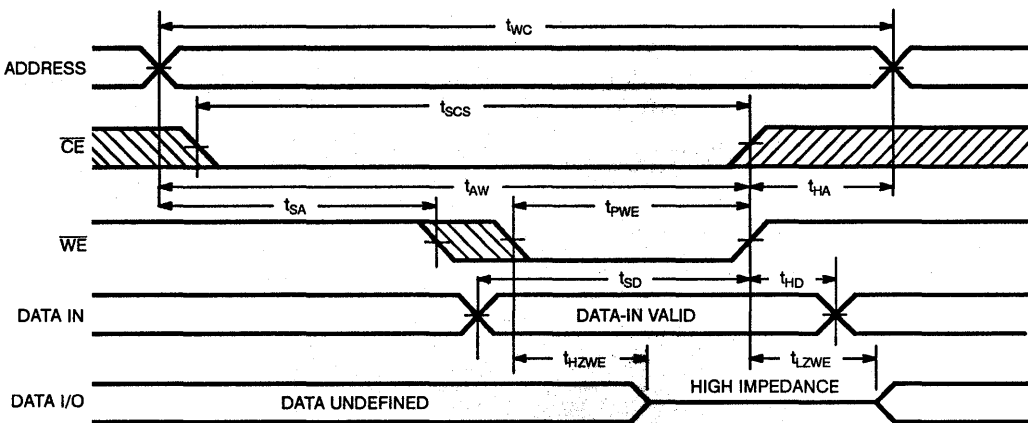 tWC
ADDRESS
tSCS
CE
tAW
tHA
tSA
tPWE
WE
tSD
tHD
DATA IN
DATA-IN VALID
tHZWE
tLZWE
HIGH IMPEDANCE
DATA I/O
DATA UNDEFINED